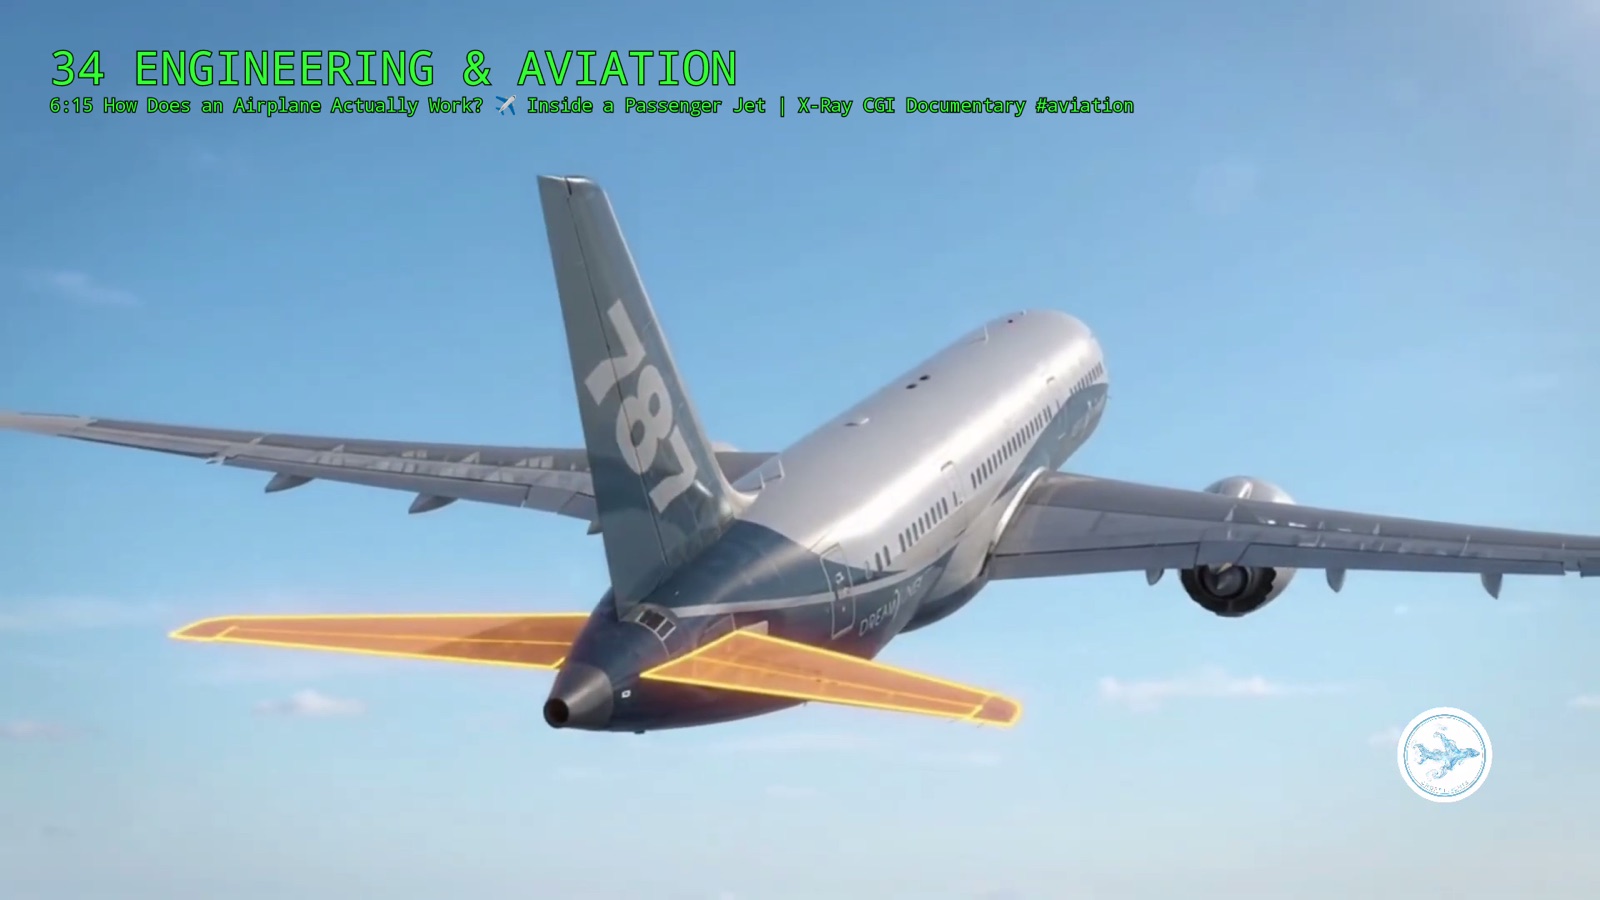 34 ENGINEERING & AVIATION
6:15 How Does an Airplane Actually Work? ✈️ Inside a Passenger Jet | X-Ray CGI Documentary #aviation
787